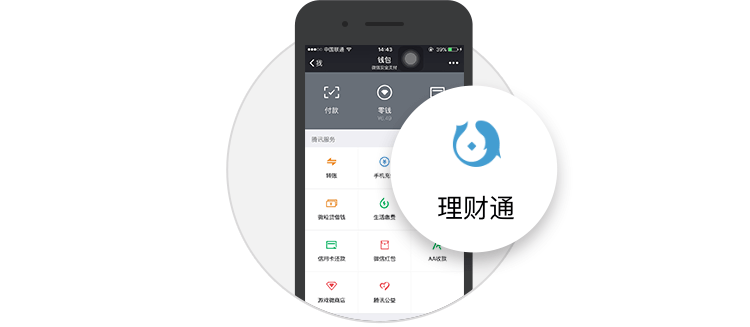 中国联通 14:43 39%
我 钱包
微信安全支付
付款 零钱
腾讯服务
转账 手机充
微粒贷借钱 生活缴费
理财通
信用卡还款 微信红包 AA收款
游戏微商店 腾讯公益